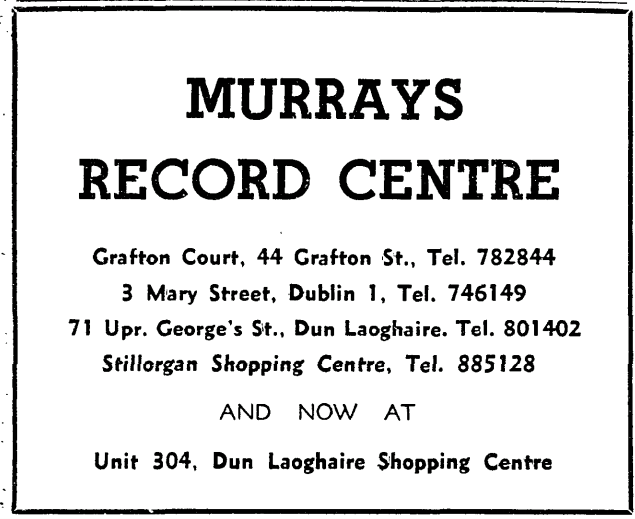 MURRAYS
RECORD CENTRE
Grafton Court, 44 Grafton St., Tel. 782844
3 Mary Street, Dublin 1, Tel. 746149
71 Upr. George's St., Dun Laoghaire. Tel. 801402
Stillorgan Shopping Centre, Tel. 885128
AND NOW AT
Unit 304, Dun Laoghaire Shopping Centre